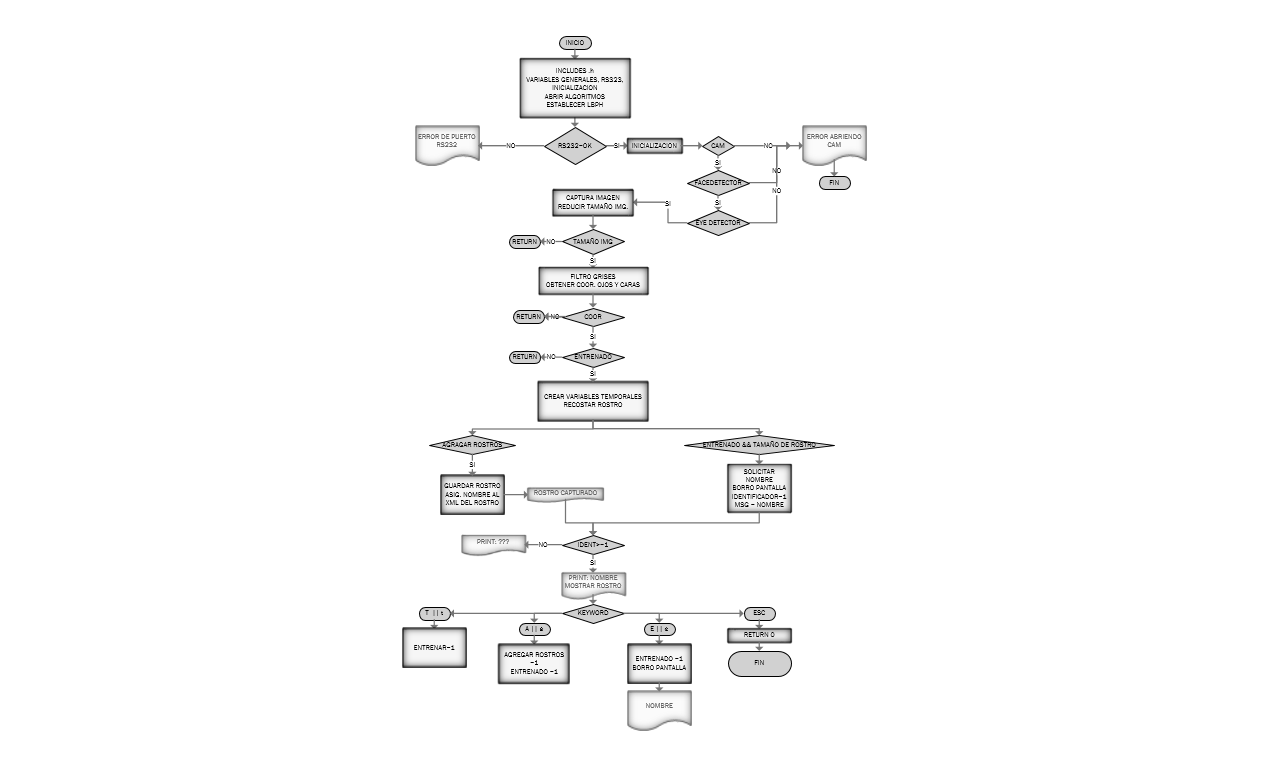 INICIO
INCLUDES .h
VARIABLES GENERALES, RS323,
INICIALIZACION
ABRIR ALGORITMOS
ESTABLECER LBPH
ERROR DE PUERTO
RS232
NO
RS232-OK
SI
INICIALIZACION
CAM
NO
ERROR ABRIENDO
CAM
SI
NO
FACEDETECTOR
FIN
NO
CAPTURA IMAGEN
REDUCIR TAMAÑO IMG.
SI
SI
EYE DETECTOR
RETURN
NO
TAMAÑO IMG
SI
FILTRO GRISES
OBTENER COOR. OJOS Y CARAS
RETURN
NO
COOR
SI
RETURN
NO
ENTRENADO
SI
CREAR VARIABLES TEMPORALES
RECOSTAR ROSTRO
AGRAGAR ROSTROS
ENTRENADO && TAMAÑO DE ROSTRO
SI
GUARDAR ROSTRO
ASIG. NOMBRE AL
XML DEL ROSTRO
ROSTRO CAPTURADO
SOLICITAR
NOMBRE
BORRO PANTALLA
IDENTIFICADOR-1
MSG - NOMBRE
PRINT: ???
NO
IDENT>-1
SI
PRINT: NOMBRE
MOSTRAR ROSTRO
T || t
KEYWORD
ESC
A || a
E || e
ENTRENAR-1
RETURN 0
AGREGAR ROSTROS
-1
ENTRENADO -1
ENTRENADO -1
BORRO PANTALLA
FIN
NOMBRE